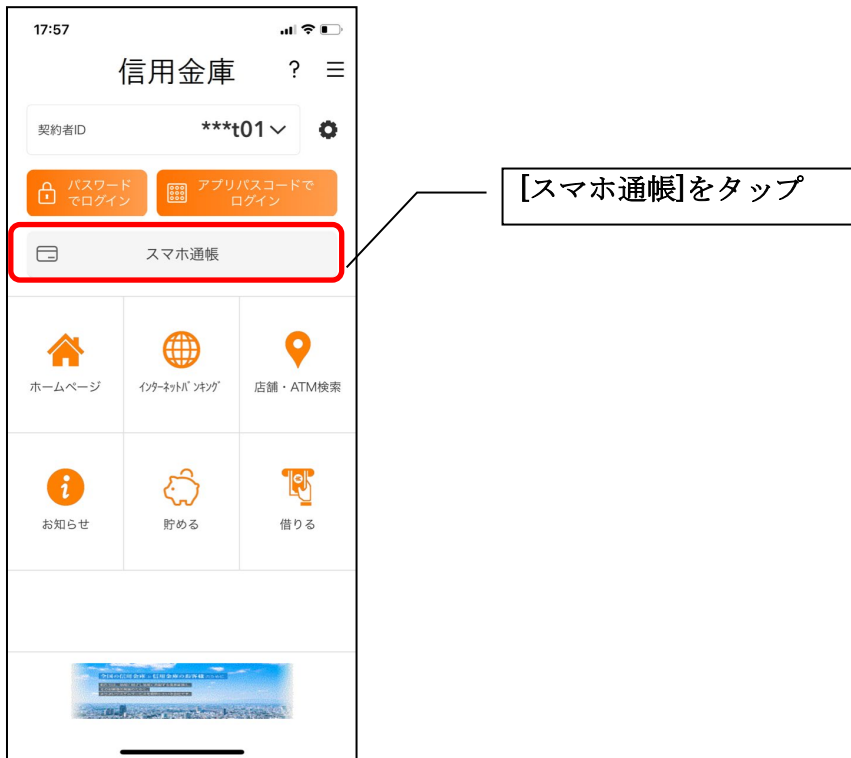 17:57
信用金庫 ? ☰
契約者ID ***t01
パスワード
でログイン
アプリパスコードで
ログイン
スマホ通帳
[スマホ通帳]をタップ
ホームページ
インターネットバンキング
店舗・ATM検索
お知らせ
貯める
借りる